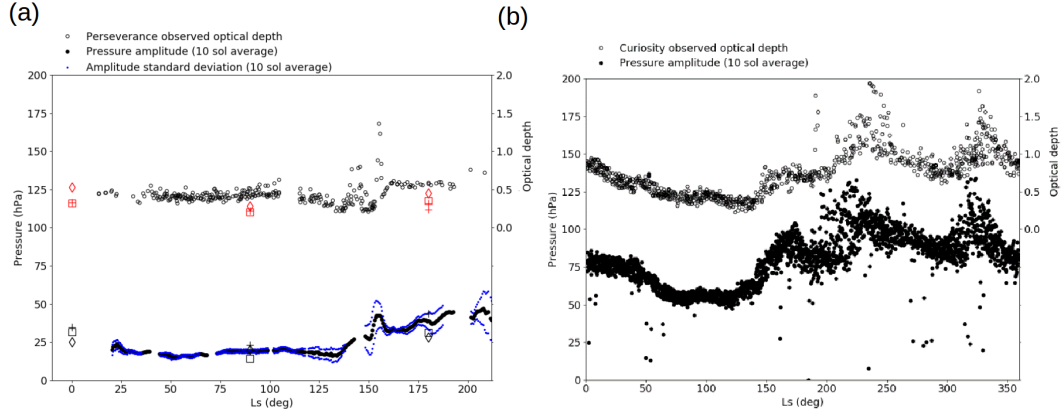 (a)
Perseverance observed optical depth
Pressure amplitude (10 sol average)
Amplitude standard deviation (10 sol average)
200
175
150
125
100
75
50
25
0
Pressure (hPa)
2.0
1.5
1.0
0.5
0.0
Optical depth
0 25 50 75 100 125 150 175 200
Ls (deg)
(b)
Curiosity observed optical depth
Pressure amplitude (10 sol average)
200
175
150
125
100
75
50
25
0
Pressure (hPa)
2.0
1.5
1.0
0.5
0.0
Optical depth
0 50 100 150 200 250 300 350
Ls (deg)